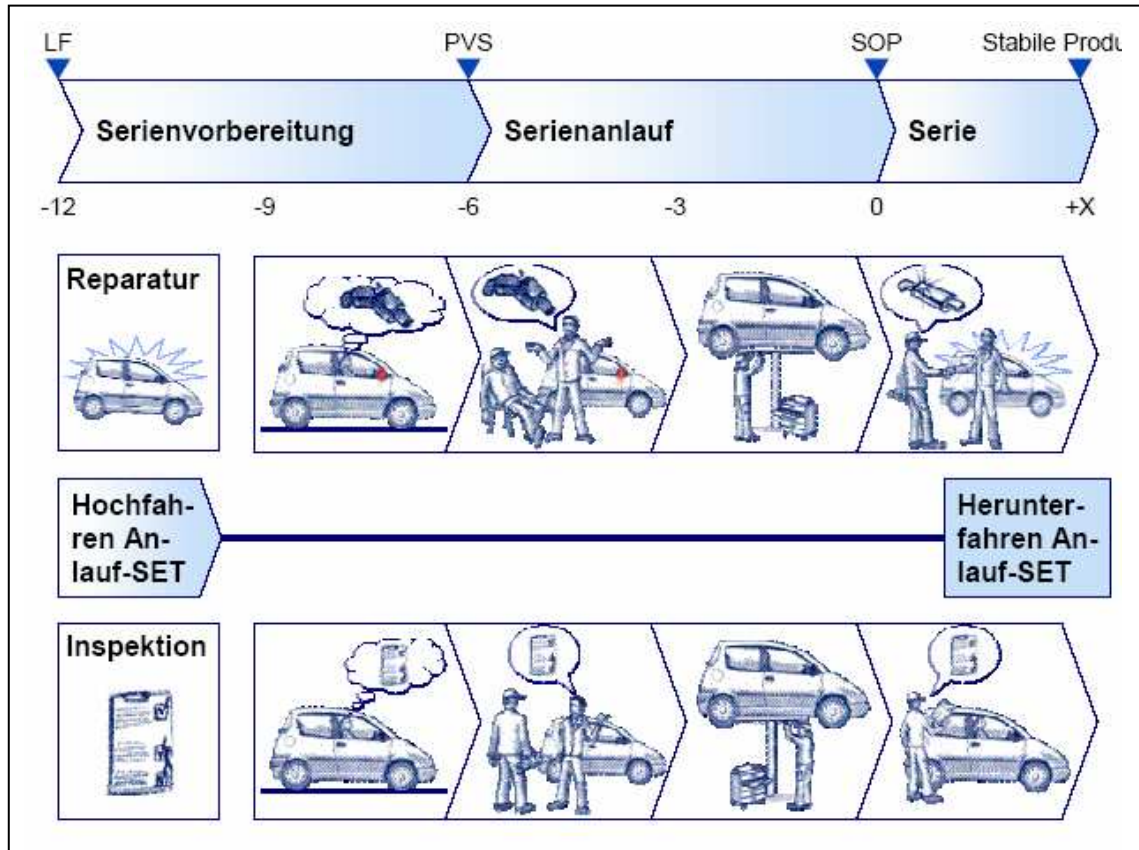 LF PVS SOP Stabile Produ
Serienvorbereitung Serienanlauf Serie
-12 -9 -6 -3 0 +X
Reparatur
Hochfah-
ren An-
lauf-SET
Herunter-
fahren An-
lauf-SET
Inspektion